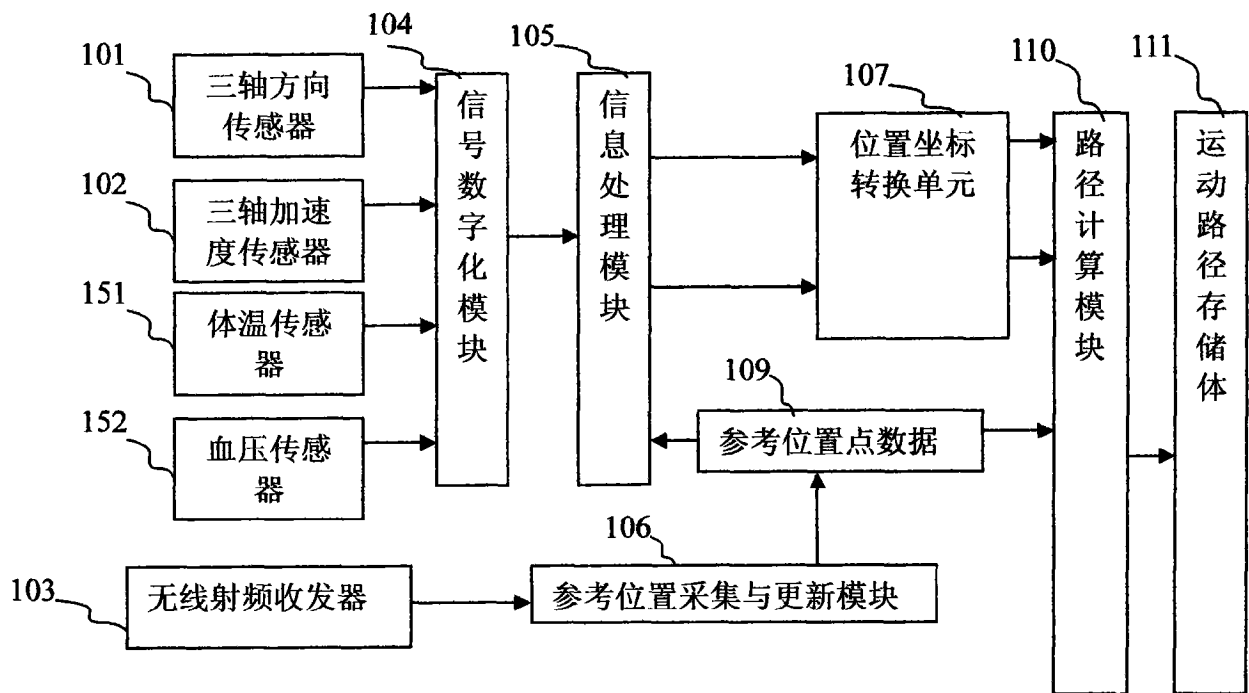 101
三轴方向
传感器
102
三轴加速
度传感器
151
体温传感
器
152
血压传感
器
103
无线射频收发器
104
信号数字化模块
105
信息处理模块
106
参考位置采集与更新模块
107
位置坐标
转换单元
109
参考位置点数据
110
路径计算模块
111
运动路径存储体